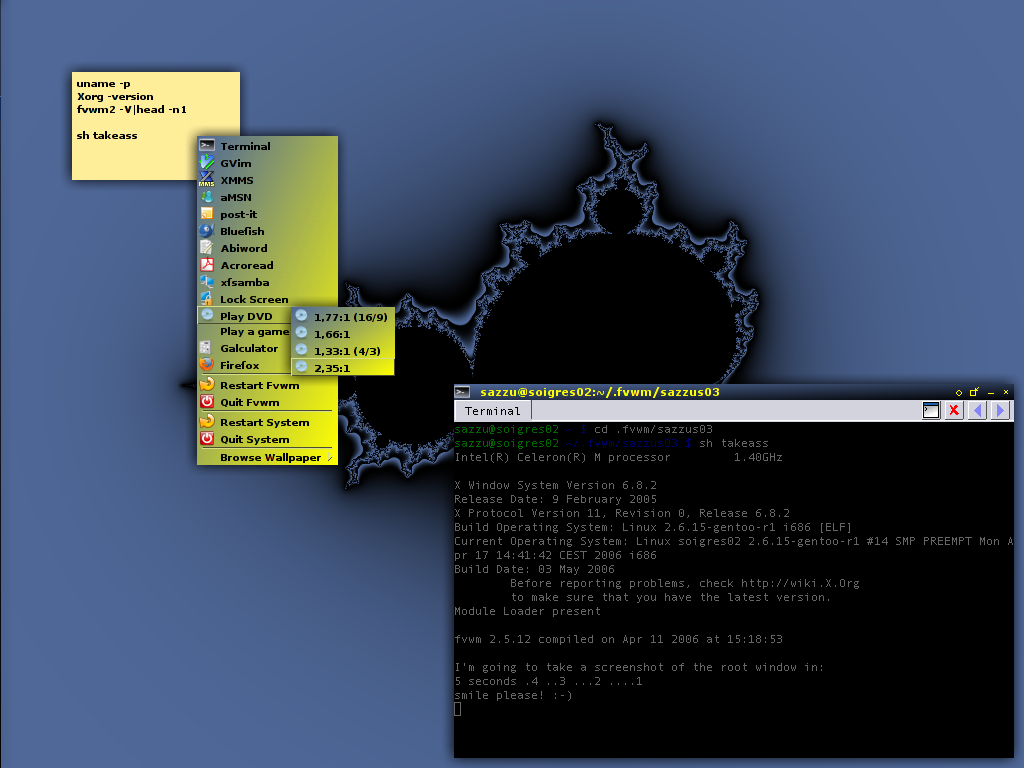 uname -p
Xorg -version
fvwm2 -V|head -n1
sh takeass
Terminal
GVim
XMMS
aMSN
post-it
Bluefish
Abiword
Acroread
xfsamba
Lock Screen
Play DVD
Play a game
Galculator
Firefox
Restart Fvwm
Quit Fvwm
Restart System
Quit System
Browse Wallpaper
1,77:1 (16/9)
1,66:1
1,33:1 (4/3)
2,35:1
sazzu@soigres02:~/.fvwm/sazzus03
Terminal
sazzu@soigres02 ~ $ cd .fvwm/sazzus03
sazzu@soigres02 ~/.fvwm/sazzus03 $ sh takeass
Intel(R) Celeron(R) M processor         1.40GHz
X Window System Version 6.8.2
Release Date: 9 February 2005
X Protocol Version 11, Revision 0, Release 6.8.2
Build Operating System: Linux 2.6.15-gentoo-r1 i686 [ELF]
Current Operating System: Linux soigres02 2.6.15-gentoo-r1 #14 SMP PREEMPT Mon A
pr 17 14:41:42 CEST 2006 i686
Build Date: 03 May 2006
Before reporting problems, check http://wiki.X.Org
to make sure that you have the latest version.
Module Loader present
fvwm 2.5.12 compiled on Apr 11 2006 at 15:18:53
I'm going to take a screenshot of the root window in:
5 seconds .4 ..3 ...2 ....1
smile please! :-)